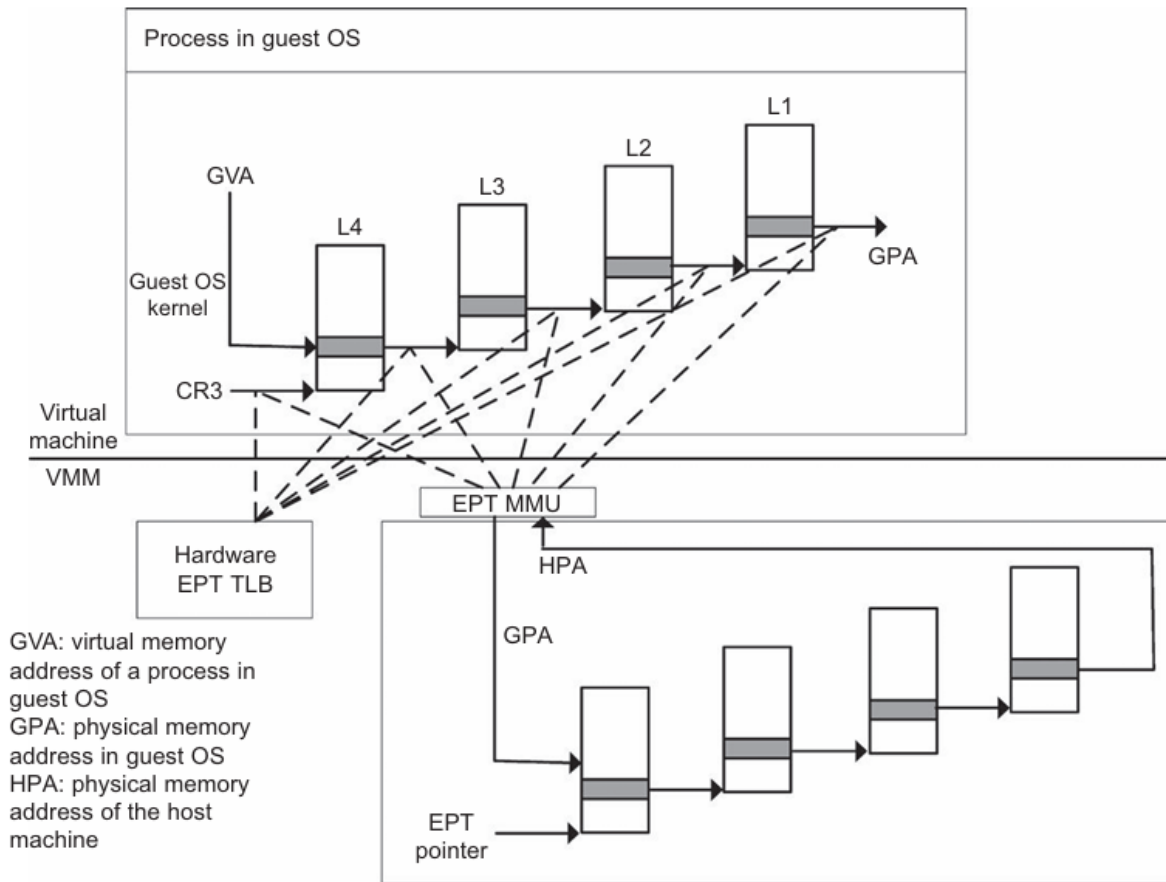 Process in guest OS
L1
L2
L3
GVA
L4
GPA
Guest OS
kernel
CR3
Virtual
machine
VMM
EPT MMU
Hardware
EPT TLB
HPA
GPA
GVA: virtual memory
address of a process in
guest OS
GPA: physical memory
address in guest OS
HPA: physical memory
address of the host
machine
EPT
pointer